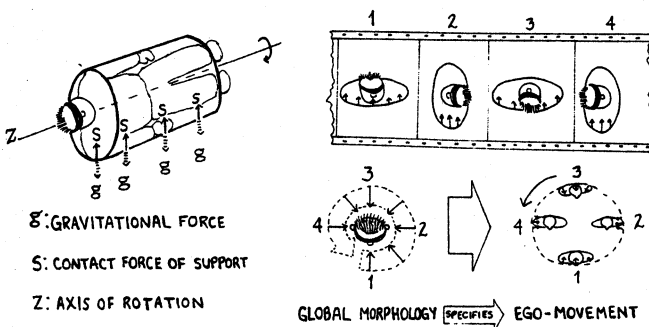 1 2 3 4
Z
S S S S
g g g g
g: GRAVITATIONAL FORCE
S: CONTACT FORCE OF SUPPORT
Z: AXIS OF ROTATION
3
4 2
1
3
4 2
1
GLOBAL MORPHOLOGY SPECIFIES EGO-MOVEMENT